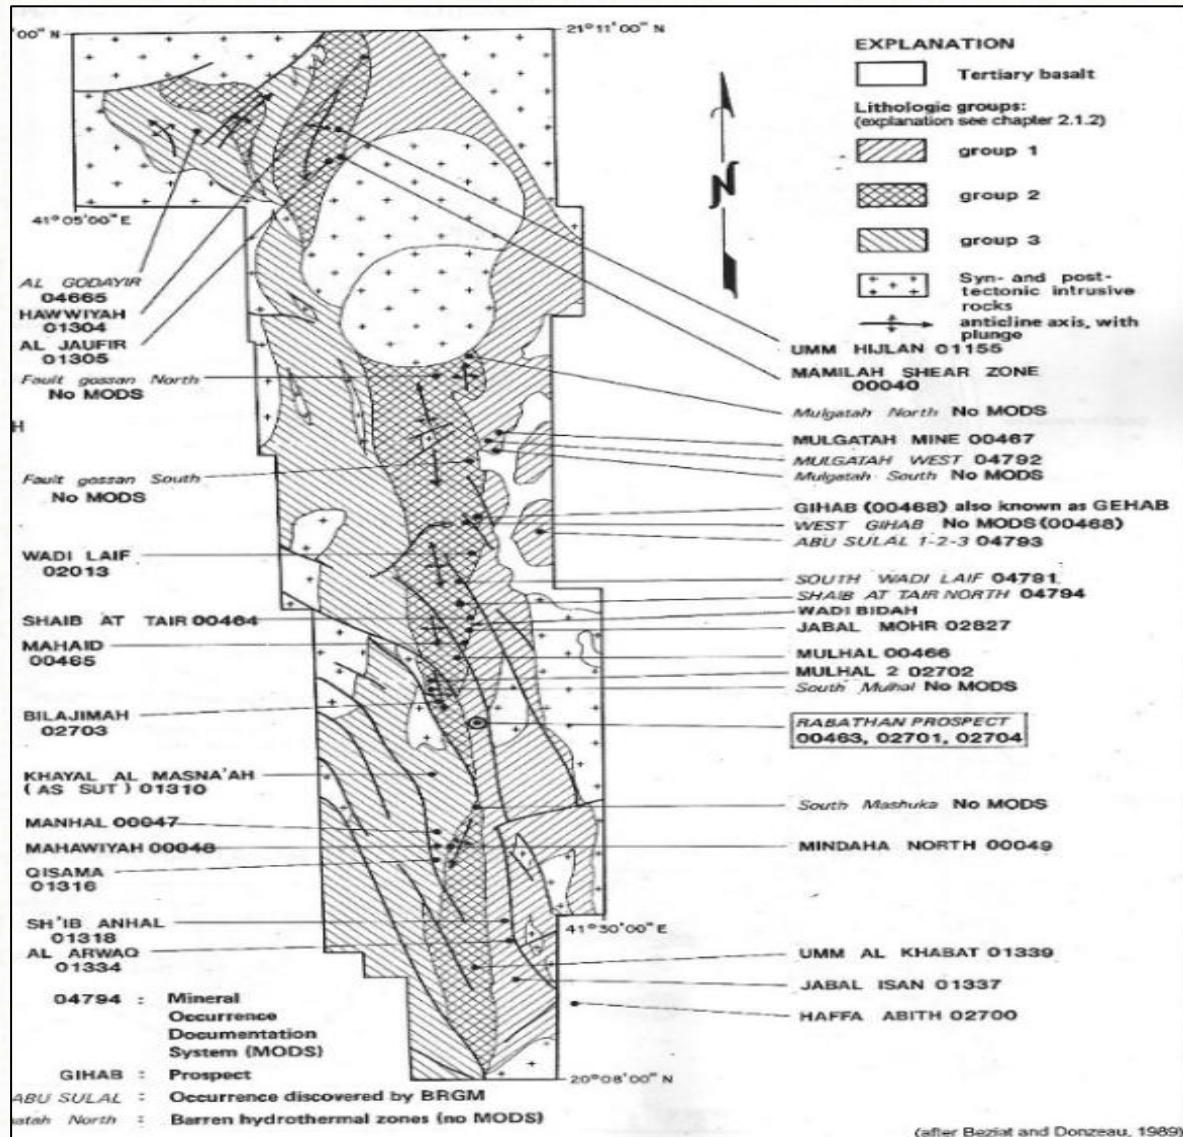 °00'00" N
21°11'00" N
41°05'00" E
AL GODAYIR
04665
HAWWIYAH
01304
AL JAUFIR
01305
Fault gossan North
No MODS
H
Fault gossan South
No MODS
WADI LAIF
02013
SHAIB AT TAIR 00464
MAHAID
00465
BILAJIMAH
02703
KHAYAL AL MASNA'AH
(AS SUT) 01310
MANHAL 00047
MAHAWIYAH 00048
QISAMA
01316
SH'IB ANHAL
01318
AL ARWAQ
01334
04794 : Mineral
Occurrence
Documentation
System (MODS)
GIHAB : Prospect
ABU SULAL : Occurrence discovered by BRGM
North : Barren hydrothermal zones (no MODS)
EXPLANATION
Tertiary basalt
Lithologic groups:
(explanation see chapter 2.1.2)
N
group 1
group 2
group 3
Syn- and post-
tectonic intrusive
rocks
anticline axis, with
plunge
UMM HIJLAN 01155
MAMILAH SHEAR ZONE
00040
Mulgatah North No MODS
MULGATAH MINE 00467
MULGATAH WEST 04792
Mulgatah South No MODS
GIHAB (00468) also known as GEHAB
WEST GIHAB No MODS (00468)
ABU SULAL 1-2-3 04793
SOUTH WADI LAIF 04791
SHAIB AT TAIR NORTH 04794
WADI BIDAH
JABAL MOHR 02827
MULHAL 00466
MULHAL 2 02702
South Mulhal No MODS
RABATHAN PROSPECT
00463, 02701, 02704
South Mashuka No MODS
MINDAHA NORTH 00049
41°30'00" E
UMM AL KHABAT 01339
JABAL ISAN 01337
HAFFA ABITH 02700
20°08'00" N
(after Beziat and Donzeau, 1989)